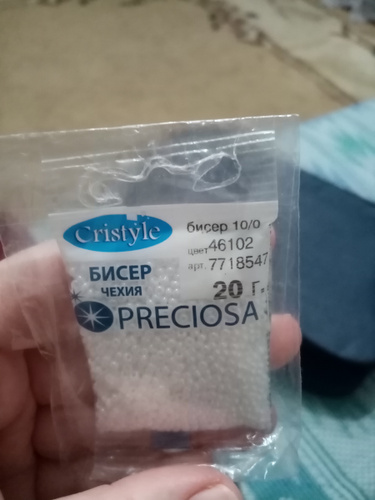 Cristyle
бисер 10/0
цвет 46102
арт. 7718547
20 г.
БИСЕР
ЧЕХИЯ
PRECIOSA